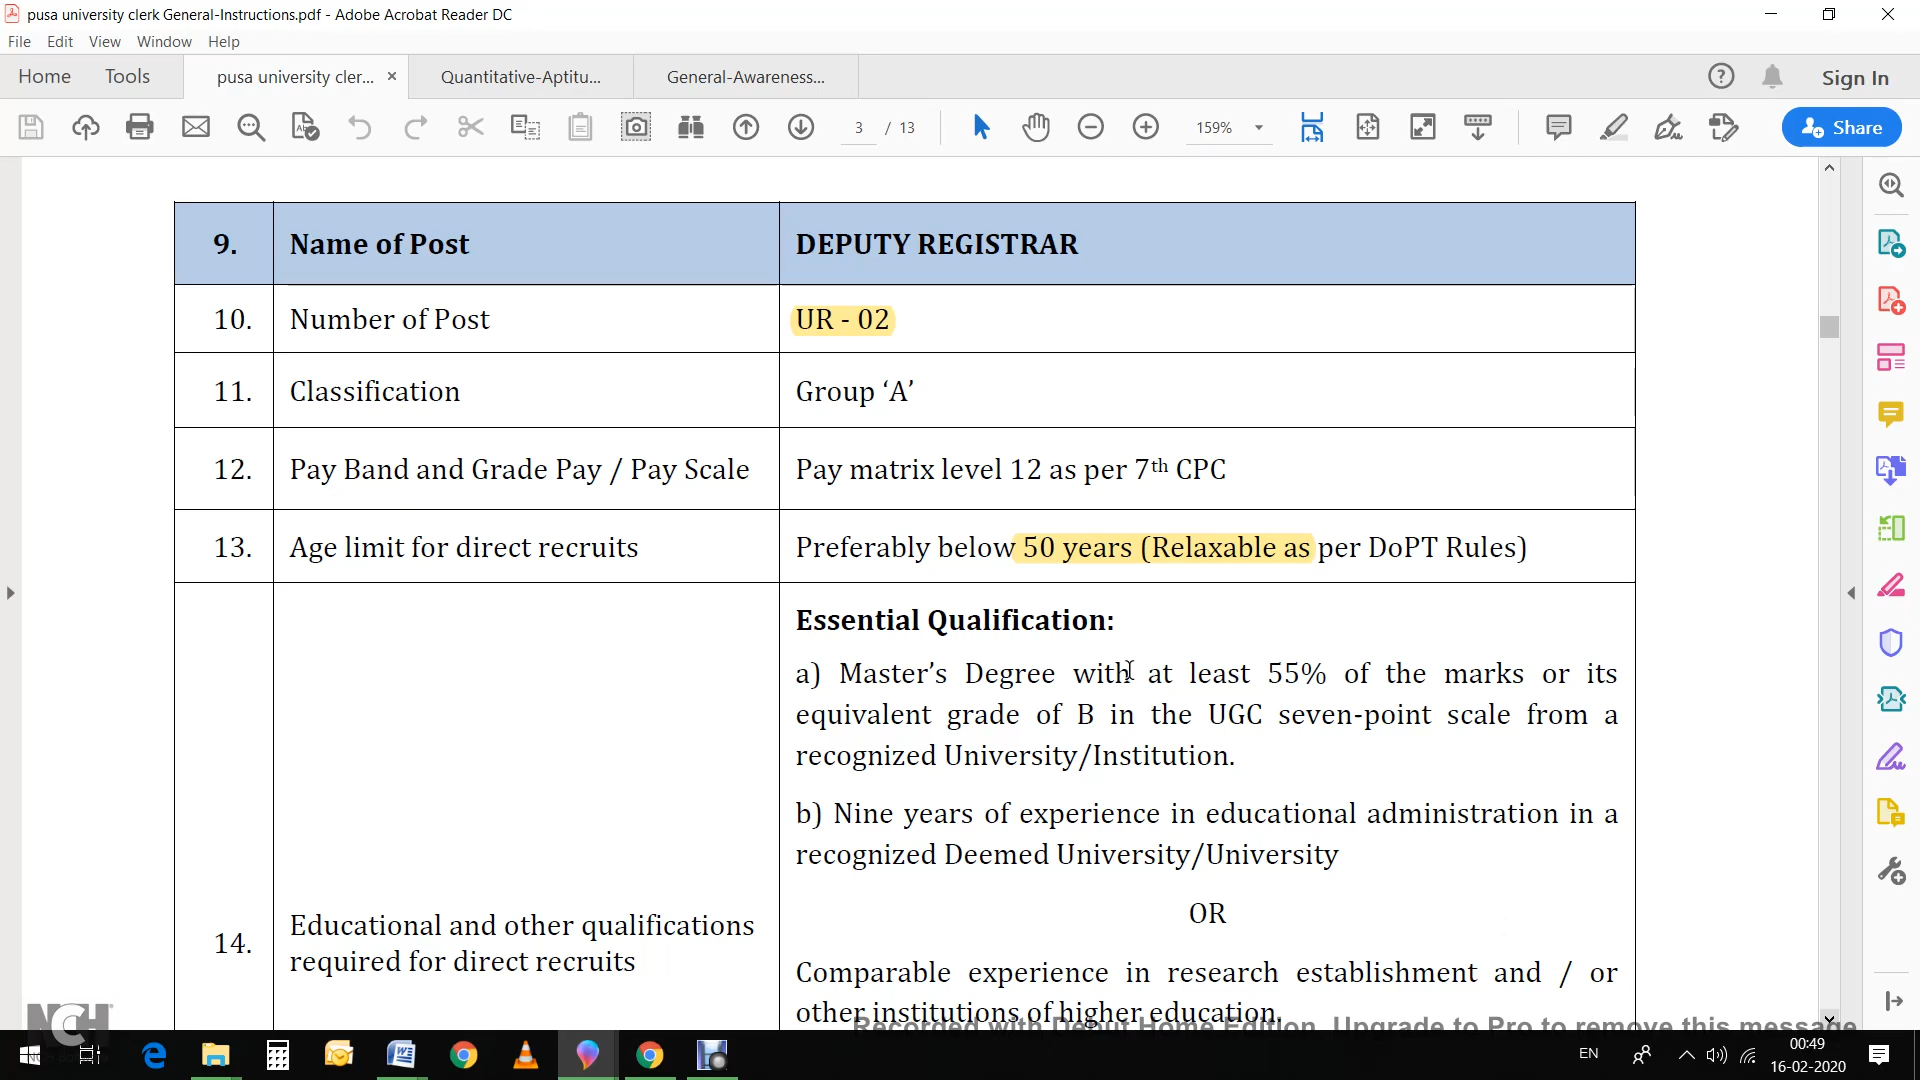 pusa university clerk General-Instructions.pdf - Adobe Acrobat Reader DC
File Edit View Window Help
Home Tools pusa university cler... × Quantitative-Aptitu... General-Awareness... Sign In
3 / 13 159% Share
9. Name of Post DEPUTY REGISTRAR
10. Number of Post UR - 02
11. Classification Group ‘A’
12. Pay Band and Grade Pay / Pay Scale Pay matrix level 12 as per 7th CPC
13. Age limit for direct recruits Preferably below 50 years (Relaxable as per DoPT Rules)
Essential Qualification:
a) Master’s Degree with at least 55% of the marks or its
equivalent grade of B in the UGC seven-point scale from a
recognized University/Institution.
b) Nine years of experience in educational administration in a
recognized Deemed University/University
OR
14. Educational and other qualifications
required for direct recruits
Comparable experience in research establishment and / or
other institutions of higher education.
NCH
Recorded with Debut Home Edition. Upgrade to Pro to remove this message
EN
00:49
16-02-2020